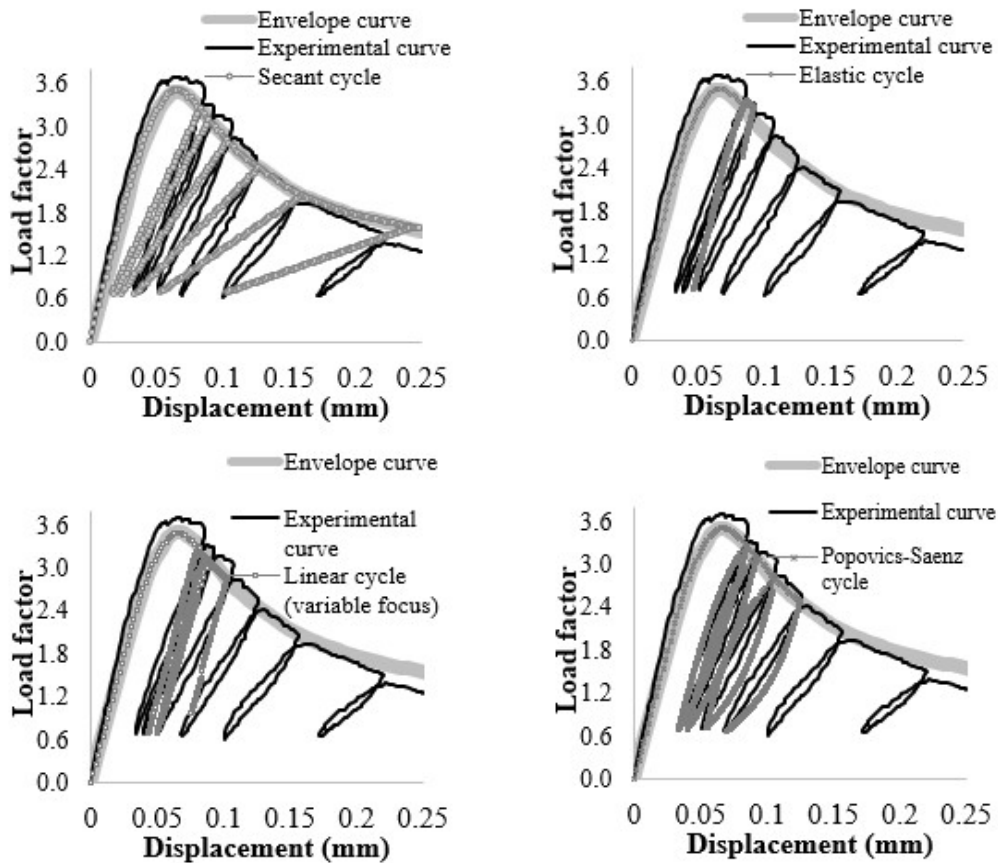 Envelope curve
Experimental curve
Secant cycle
3.6
3.0
2.4
1.8
1.2
0.6
0.0
Load factor
0 0.05 0.1 0.15 0.2 0.25
Displacement (mm)
Envelope curve
Experimental curve
Elastic cycle
3.6
3.0
2.4
1.8
1.2
0.6
0.0
Load factor
0 0.05 0.1 0.15 0.2 0.25
Displacement (mm)
Envelope curve
Experimental
curve
Linear cycle
(variable focus)
3.6
3.0
2.4
1.8
1.2
0.6
0.0
Load factor
0 0.05 0.1 0.15 0.2 0.25
Displacement (mm)
Envelope curve
Experimental curve
Popovics-Saenz
cycle
3.6
3.0
2.4
1.8
1.2
0.6
0.0
Load factor
0 0.05 0.1 0.15 0.2 0.25
Displacement (mm)